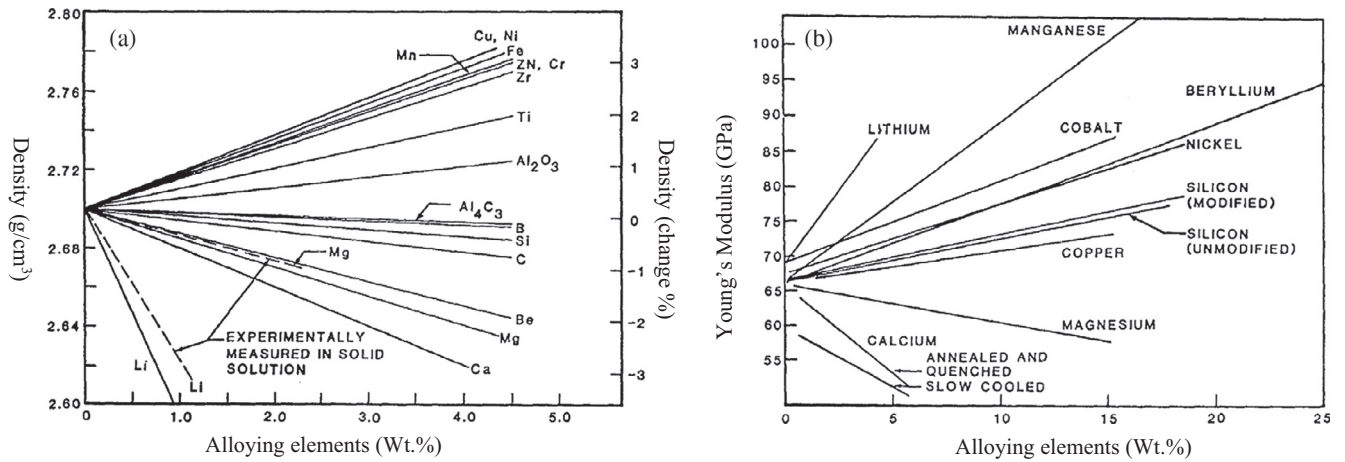 (a)
2.80
2.76
2.72
2.68
2.64
2.60
Density (g/cm3)
Cu, Ni
Fe
Mn
ZN, Cr
Zr
Ti
Al2O3
Al4C3
B
Si
C
Mg
Be
Mg
Ca
EXPERIMENTALLY
MEASURED IN SOLID
SOLUTION
Li
Li
3
2
1
0
-1
-2
-3
Density (change %)
0
1.0
2.0
3.0
4.0
5.0
Alloying elements (Wt.%)
(b)
100
95
90
85
80
75
70
65
60
55
Young's Modulus (GPa)
MANGANESE
BERYLLIUM
LITHIUM
COBALT
NICKEL
SILICON
(MODIFIED)
SILICON
(UNMODIFIED)
COPPER
MAGNESIUM
CALCIUM
ANNEALED AND
QUENCHED
SLOW COOLED
0
5
10
15
20
25
Alloying elements (Wt.%)